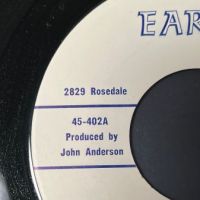 EAR
2829 Rosedale
45-402A
Produced by
John Anderson